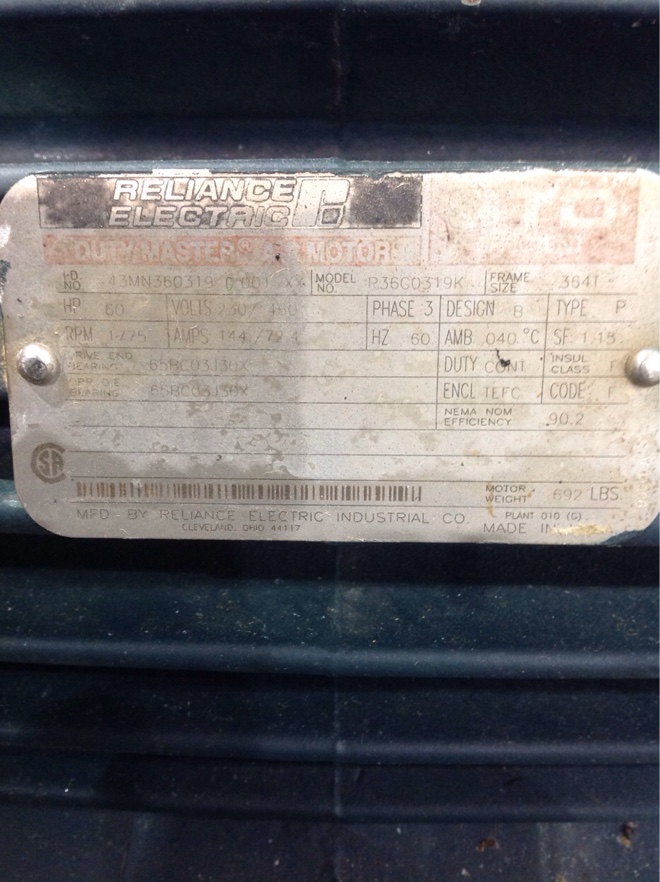 RELIANCE
ELECTRIC
DUTY MASTER® A-C MOTOR
I.D. NO. 43MN360319 MODEL NO. P36G0319K FRAME SIZE 364T
HP 60 VOLTS 230/ 460 PHASE 3 DESIGN B TYPE P
RPM 1775 AMPS 144 / HZ 60 AMB 040 °C SF 1.15
DRIVE END BEARING 65BC03J30X DUTY CONT INSUL CLASS F
OPP D.E. BEARING 65BC03J30X ENCL TEFC CODE F
NEMA NOM EFFICIENCY 90.2
MOTOR WEIGHT 692 LBS.
MFD. BY RELIANCE ELECTRIC INDUSTRIAL CO. PLANT 010 (G)
CLEVELAND, OHIO 44117 MADE IN